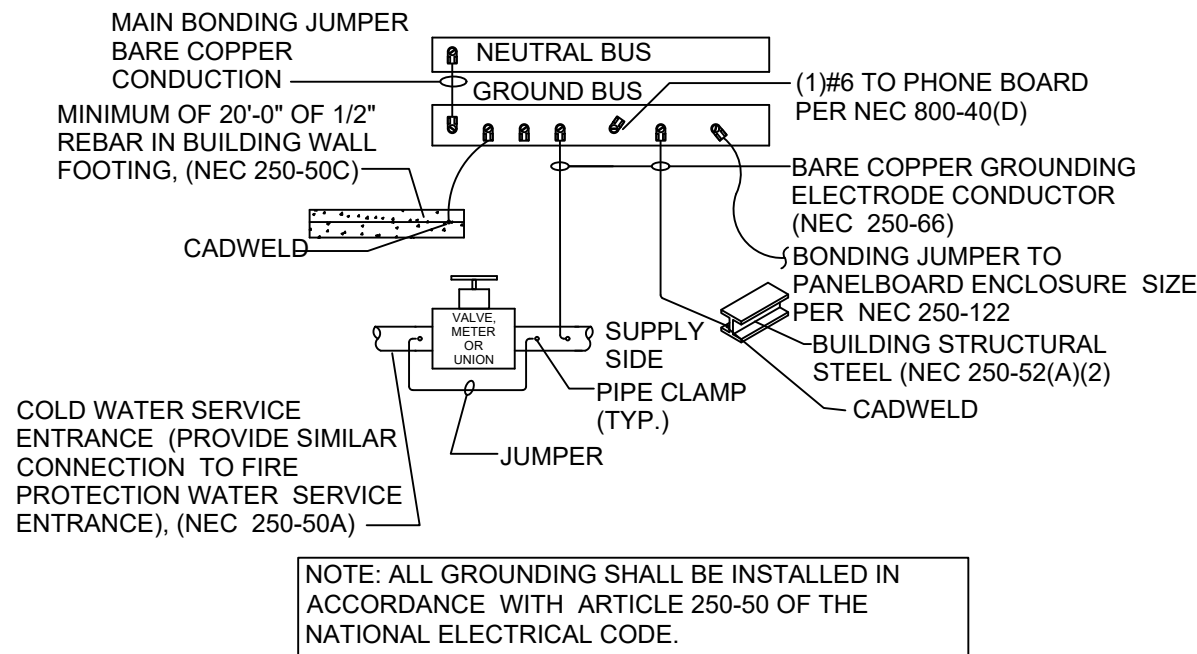 MAIN BONDING JUMPER
BARE COPPER
CONDUCTION
NEUTRAL BUS
GROUND BUS
(1)#6 TO PHONE BOARD
PER NEC 800-40(D)
MINIMUM OF 20'-0" OF 1/2"
REBAR IN BUILDING WALL
FOOTING, (NEC 250-50C)
CADWELD
BARE COPPER GROUNDING
ELECTRODE CONDUCTOR
(NEC 250-66)
BONDING JUMPER TO
PANELBOARD ENCLOSURE SIZE
PER NEC 250-122
BUILDING STRUCTURAL
STEEL (NEC 250-52(A)(2)
CADWELD
VALVE,
METER
OR
UNION
SUPPLY
SIDE
PIPE CLAMP
(TYP.)
JUMPER
COLD WATER SERVICE
ENTRANCE (PROVIDE SIMILAR
CONNECTION TO FIRE
PROTECTION WATER SERVICE
ENTRANCE), (NEC 250-50A)
NOTE: ALL GROUNDING SHALL BE INSTALLED IN
ACCORDANCE WITH ARTICLE 250-50 OF THE
NATIONAL ELECTRICAL CODE.